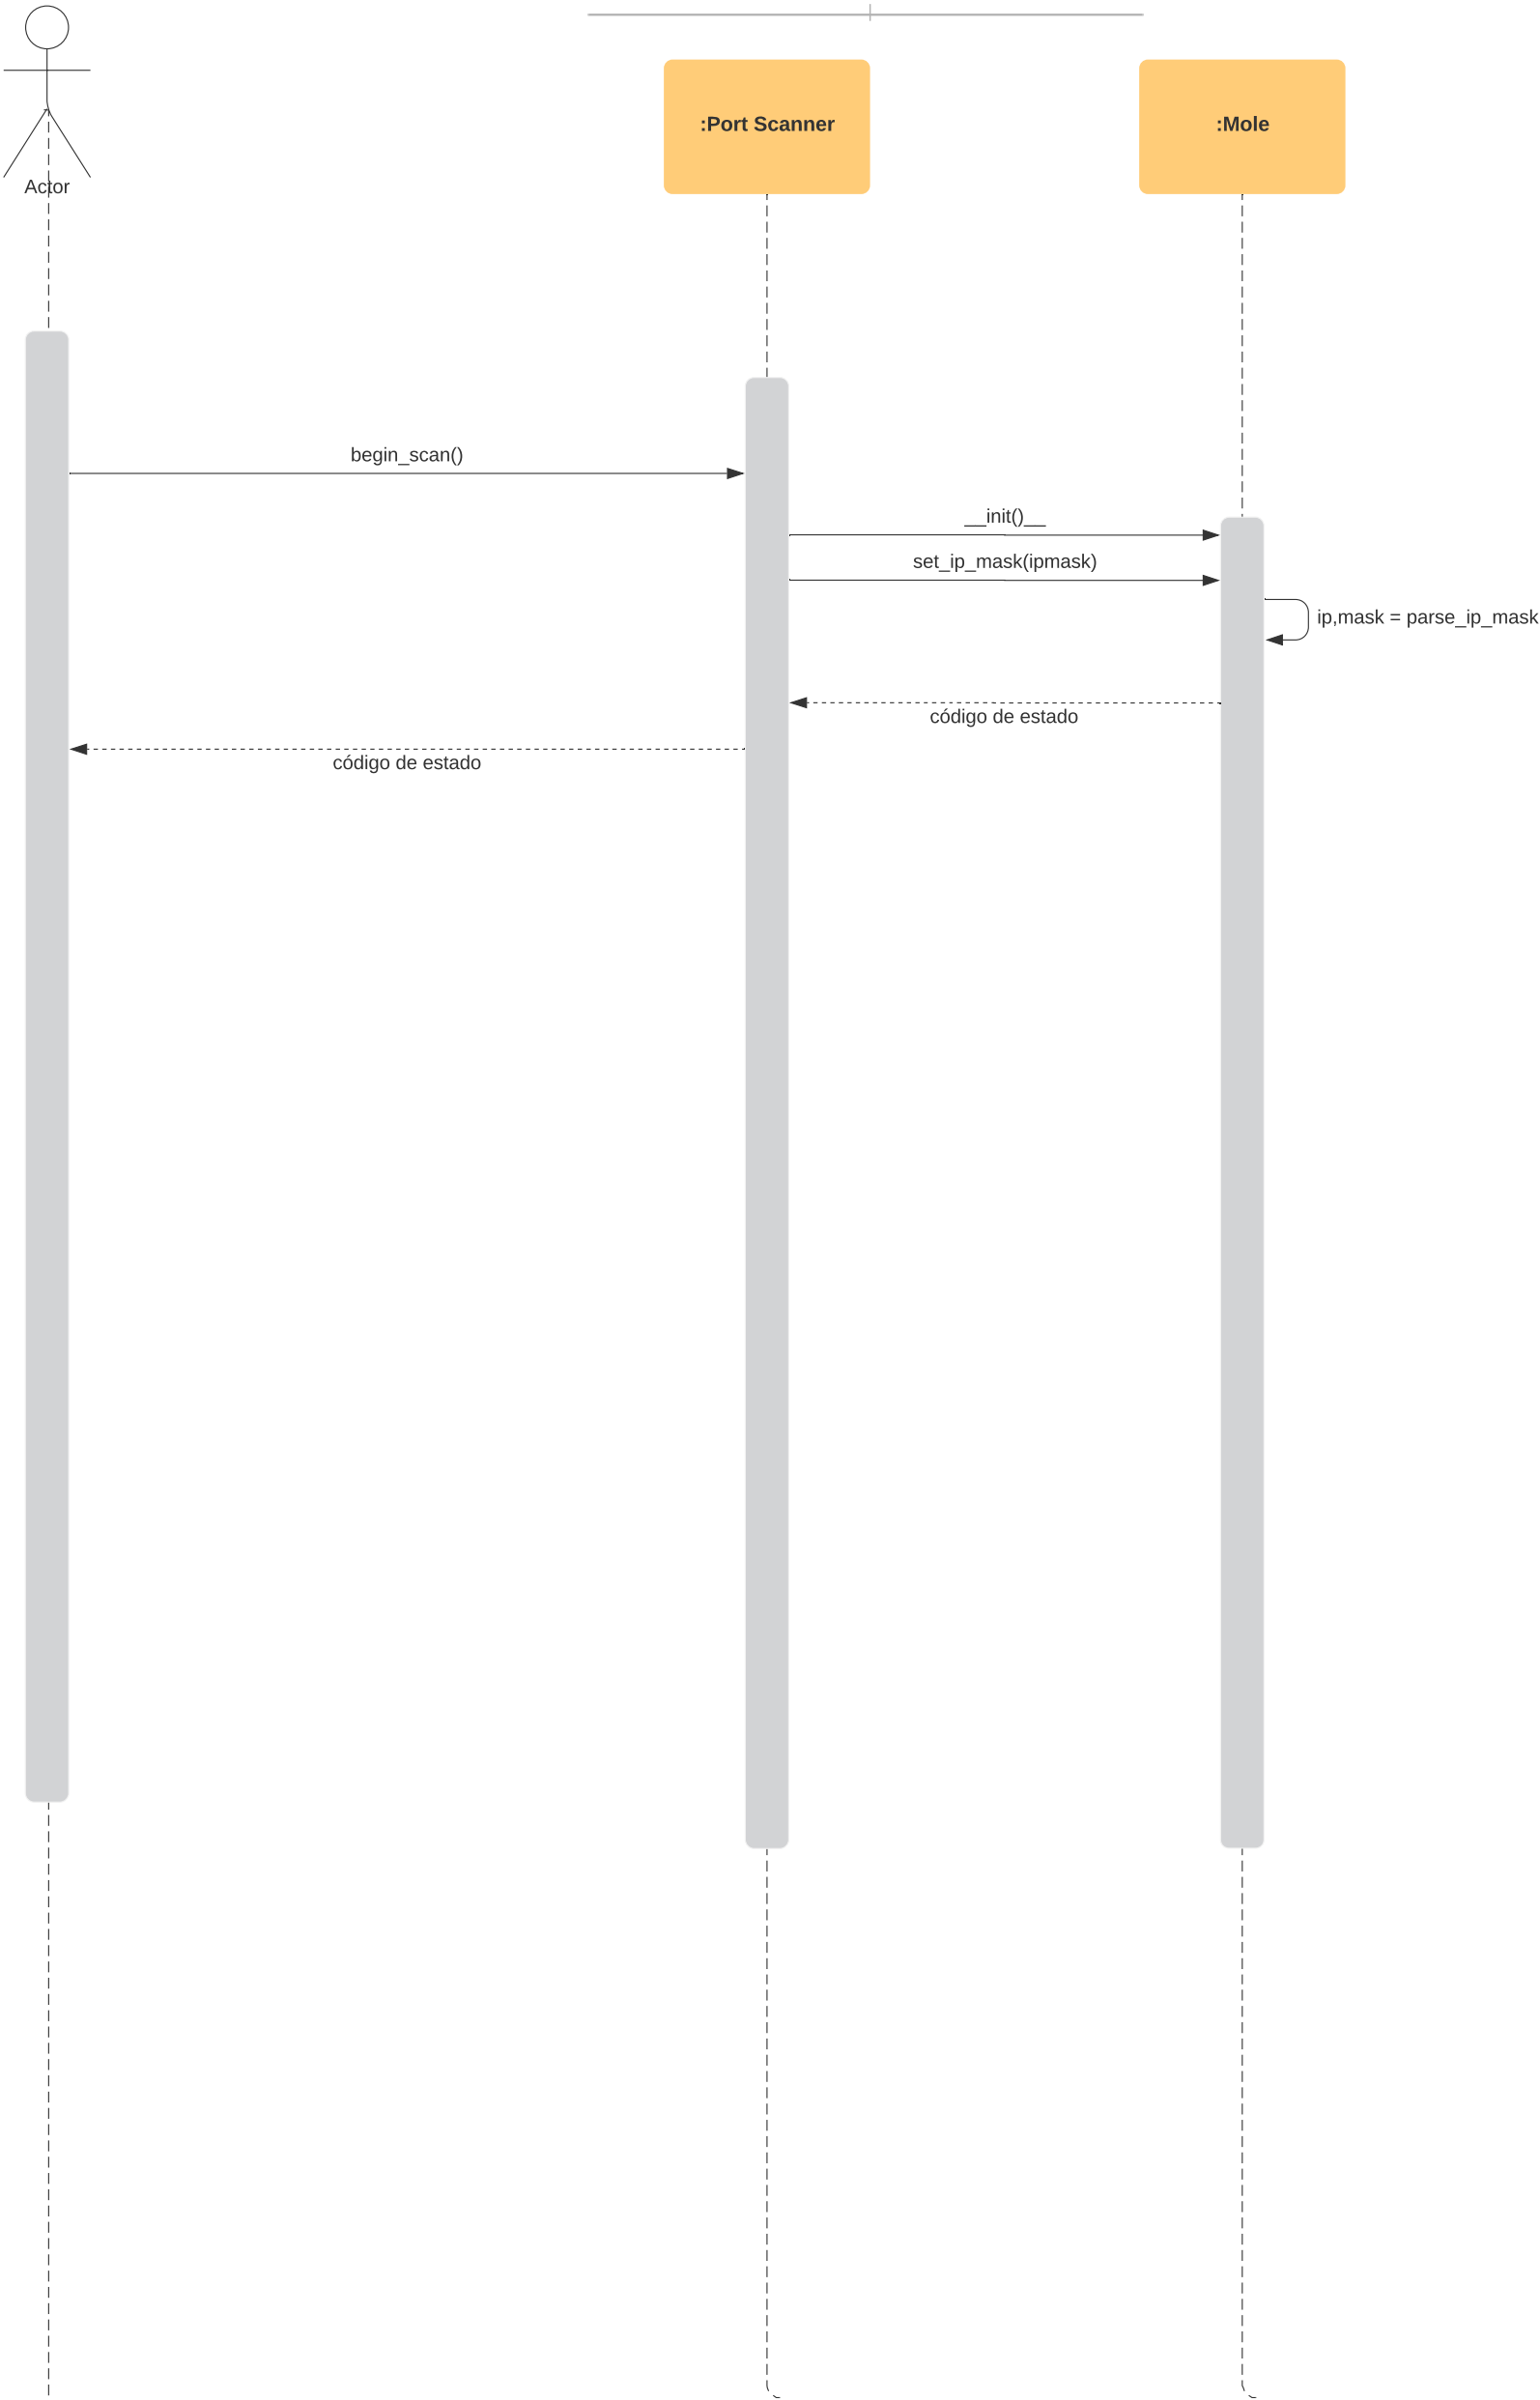 Actor
:Port Scanner
:Mole
begin_scan()
__init()__
set_ip_mask(ipmask)
ip,mask = parse_ip_mask
código de estado
código de estado